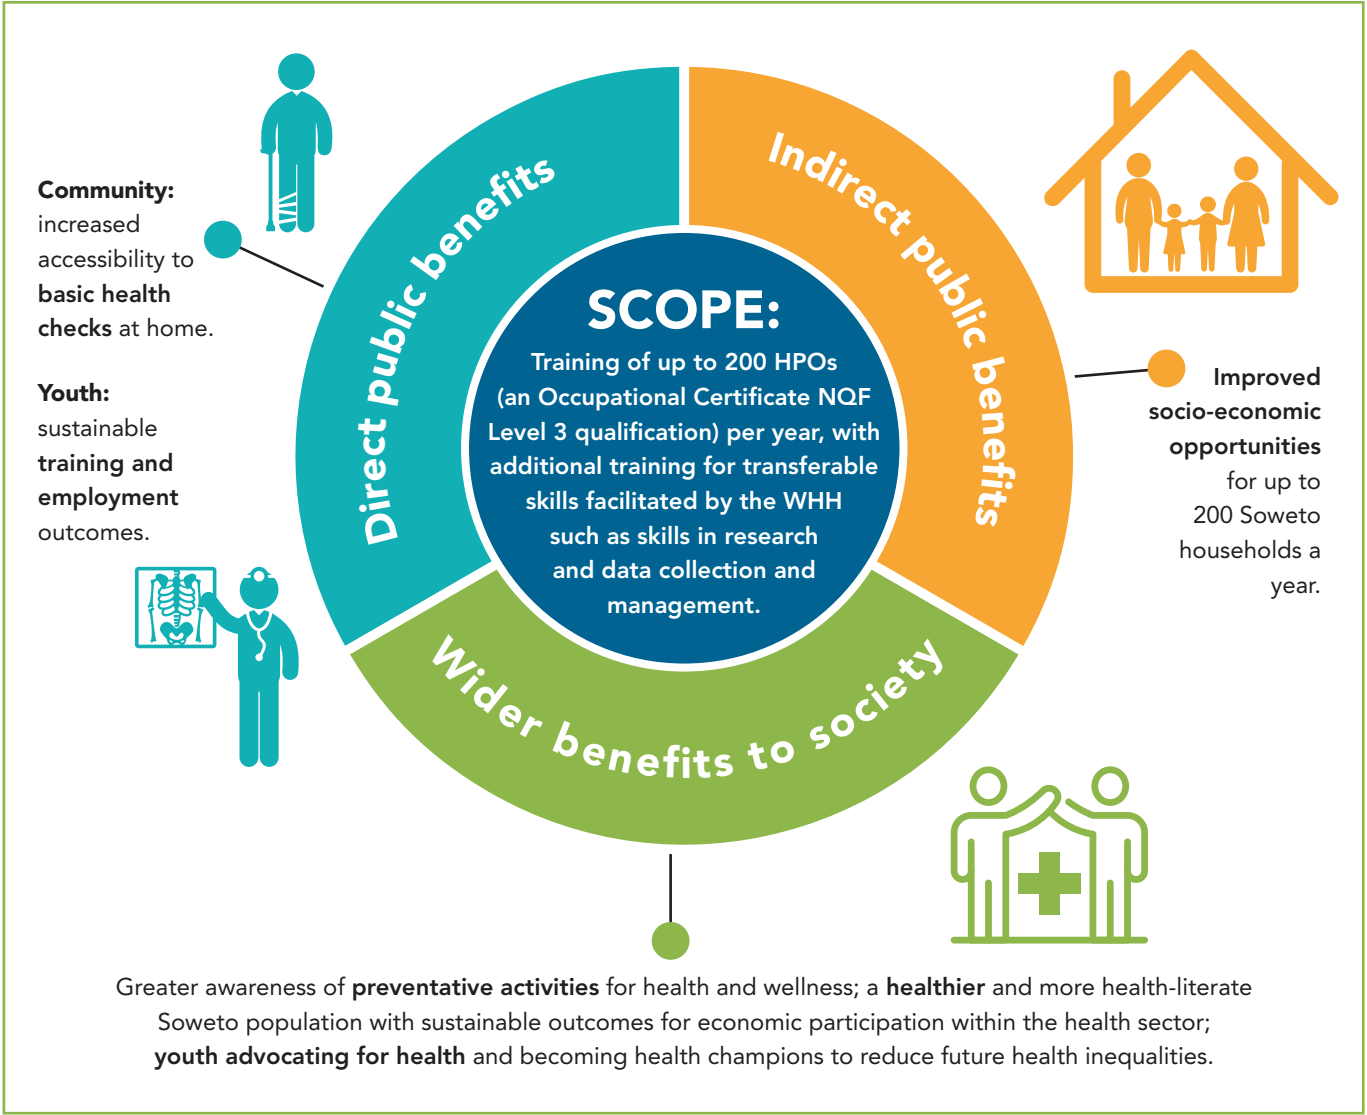 Direct public benefits
Community:
increased
accessibility to
basic health
checks at home.
Youth:
sustainable
training and
employment
outcomes.
SCOPE:
Training of up to 200 HPOs
(an Occupational Certificate NQF
Level 3 qualification) per year, with
additional training for transferable
skills facilitated by the WHH
such as skills in research
and data collection and
management.
Indirect public benefits
Improved
socio-economic
opportunities
for up to
200 Soweto
households a
year.
Wider benefits to society
Greater awareness of preventative activities for health and wellness; a healthier and more health-literate
Soweto population with sustainable outcomes for economic participation within the health sector;
youth advocating for health and becoming health champions to reduce future health inequalities.